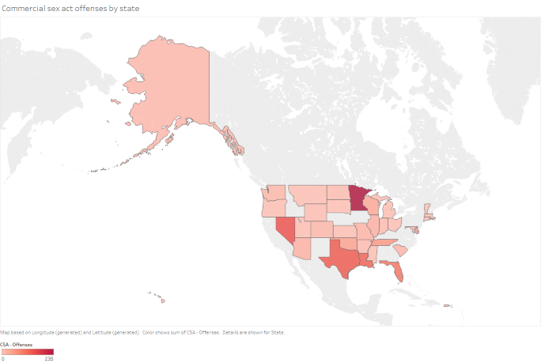 Commercial sex act offenses by state
Map based on Longitude (generated) and Latitude (generated). Color shows sum of CSA - Offenses. Details are shown for State.
CSA - Offenses
0 238